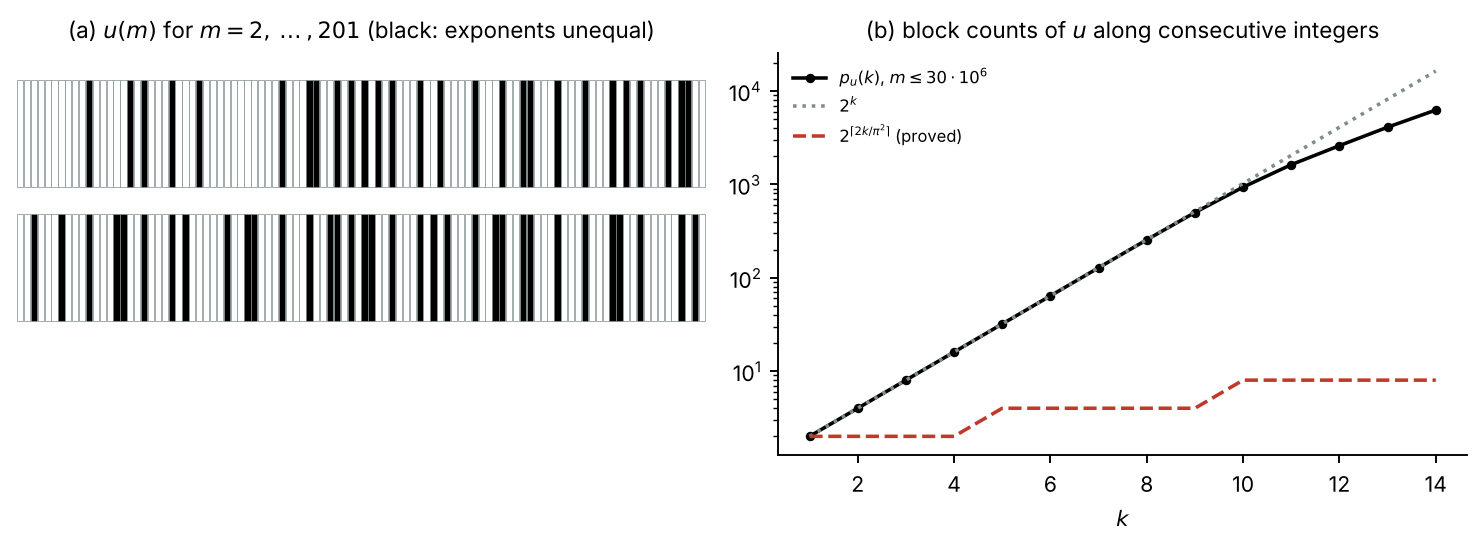 (a) u(m) for m = 2, …, 201 (black: exponents unequal)
(b) block counts of u along consecutive integers
p_u(k), m ≤ 30 · 10^6
2^k
2^{⌈2k/π^2⌉} (proved)
10^4
10^3
10^2
10^1
2 4 6 8 10 12 14
k